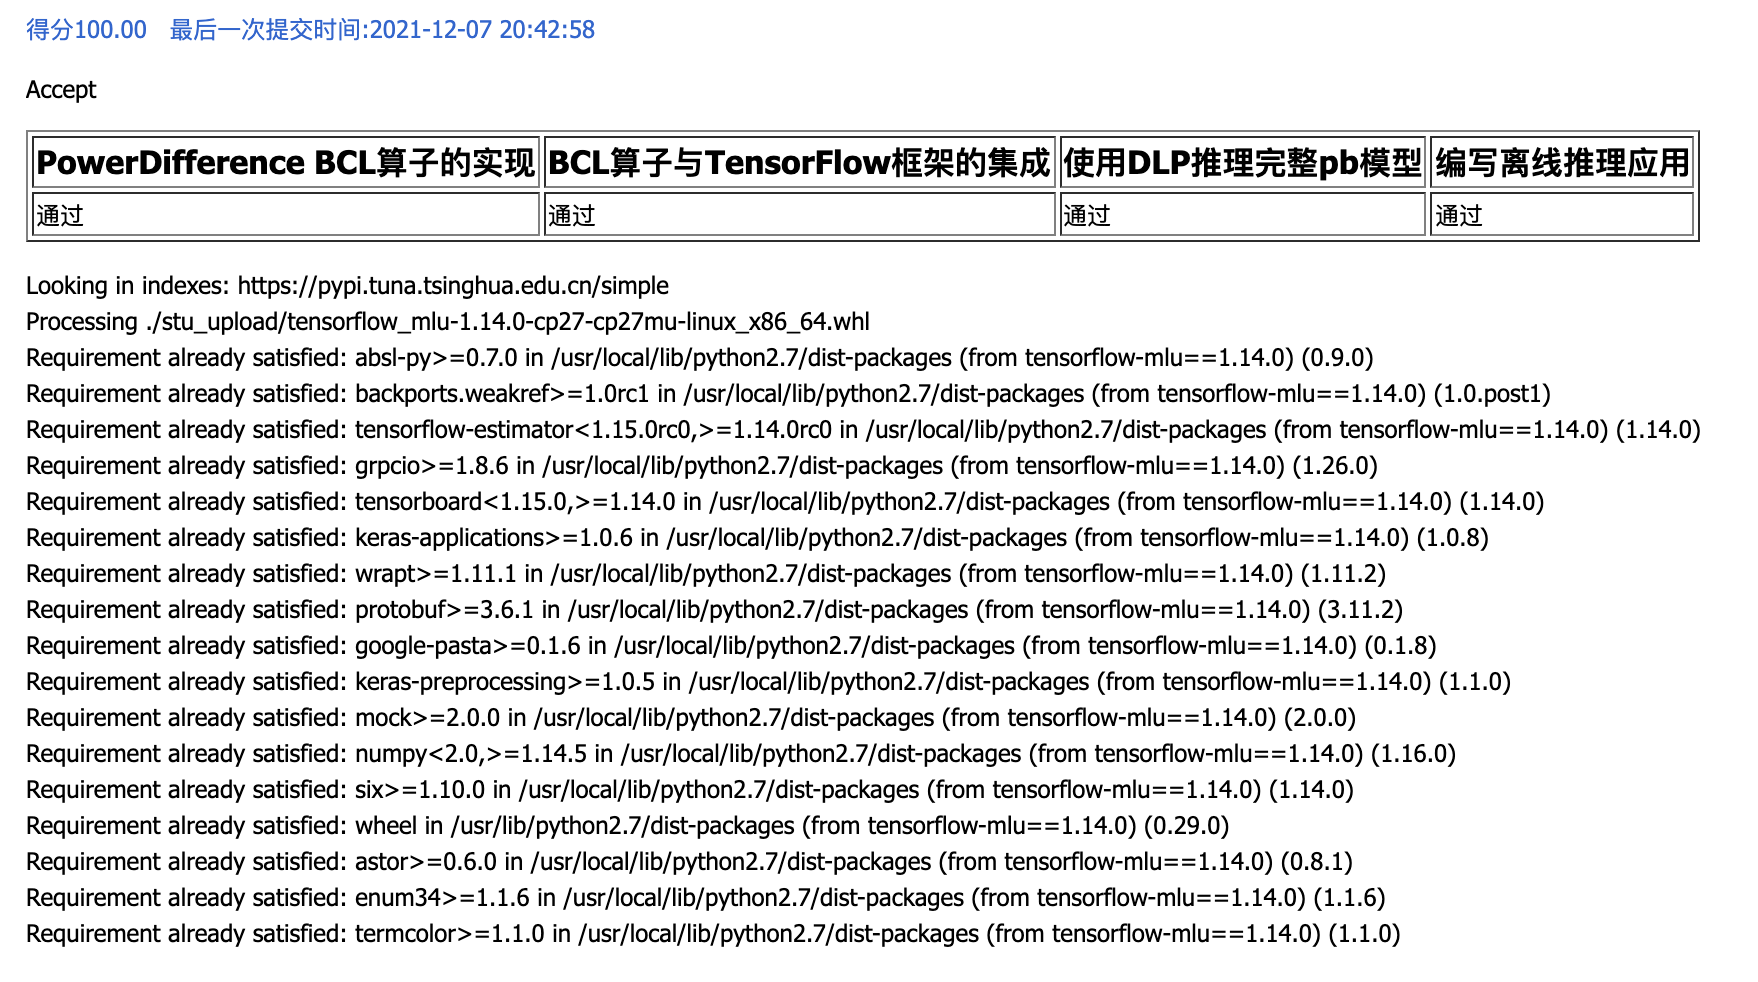 得分100.00 最后一次提交时间:2021-12-07 20:42:58
Accept
PowerDifference BCL算子的实现 BCL算子与TensorFlow框架的集成 使用DLP推理完整pb模型 编写离线推理应用
通过 通过 通过 通过
Looking in indexes: https://pypi.tuna.tsinghua.edu.cn/simple
Processing ./stu_upload/tensorflow_mlu-1.14.0-cp27-cp27mu-linux_x86_64.whl
Requirement already satisfied: absl-py>=0.7.0 in /usr/local/lib/python2.7/dist-packages (from tensorflow-mlu==1.14.0) (0.9.0)
Requirement already satisfied: backports.weakref>=1.0rc1 in /usr/local/lib/python2.7/dist-packages (from tensorflow-mlu==1.14.0) (1.0.post1)
Requirement already satisfied: tensorflow-estimator<1.15.0rc0,>=1.14.0rc0 in /usr/local/lib/python2.7/dist-packages (from tensorflow-mlu==1.14.0) (1.14.0)
Requirement already satisfied: grpcio>=1.8.6 in /usr/local/lib/python2.7/dist-packages (from tensorflow-mlu==1.14.0) (1.26.0)
Requirement already satisfied: tensorboard<1.15.0,>=1.14.0 in /usr/local/lib/python2.7/dist-packages (from tensorflow-mlu==1.14.0) (1.14.0)
Requirement already satisfied: keras-applications>=1.0.6 in /usr/local/lib/python2.7/dist-packages (from tensorflow-mlu==1.14.0) (1.0.8)
Requirement already satisfied: wrapt>=1.11.1 in /usr/local/lib/python2.7/dist-packages (from tensorflow-mlu==1.14.0) (1.11.2)
Requirement already satisfied: protobuf>=3.6.1 in /usr/local/lib/python2.7/dist-packages (from tensorflow-mlu==1.14.0) (3.11.2)
Requirement already satisfied: google-pasta>=0.1.6 in /usr/local/lib/python2.7/dist-packages (from tensorflow-mlu==1.14.0) (0.1.8)
Requirement already satisfied: keras-preprocessing>=1.0.5 in /usr/local/lib/python2.7/dist-packages (from tensorflow-mlu==1.14.0) (1.1.0)
Requirement already satisfied: mock>=2.0.0 in /usr/local/lib/python2.7/dist-packages (from tensorflow-mlu==1.14.0) (2.0.0)
Requirement already satisfied: numpy<2.0,>=1.14.5 in /usr/local/lib/python2.7/dist-packages (from tensorflow-mlu==1.14.0) (1.16.0)
Requirement already satisfied: six>=1.10.0 in /usr/local/lib/python2.7/dist-packages (from tensorflow-mlu==1.14.0) (1.14.0)
Requirement already satisfied: wheel in /usr/lib/python2.7/dist-packages (from tensorflow-mlu==1.14.0) (0.29.0)
Requirement already satisfied: astor>=0.6.0 in /usr/local/lib/python2.7/dist-packages (from tensorflow-mlu==1.14.0) (0.8.1)
Requirement already satisfied: enum34>=1.1.6 in /usr/local/lib/python2.7/dist-packages (from tensorflow-mlu==1.14.0) (1.1.6)
Requirement already satisfied: termcolor>=1.1.0 in /usr/local/lib/python2.7/dist-packages (from tensorflow-mlu==1.14.0) (1.1.0)